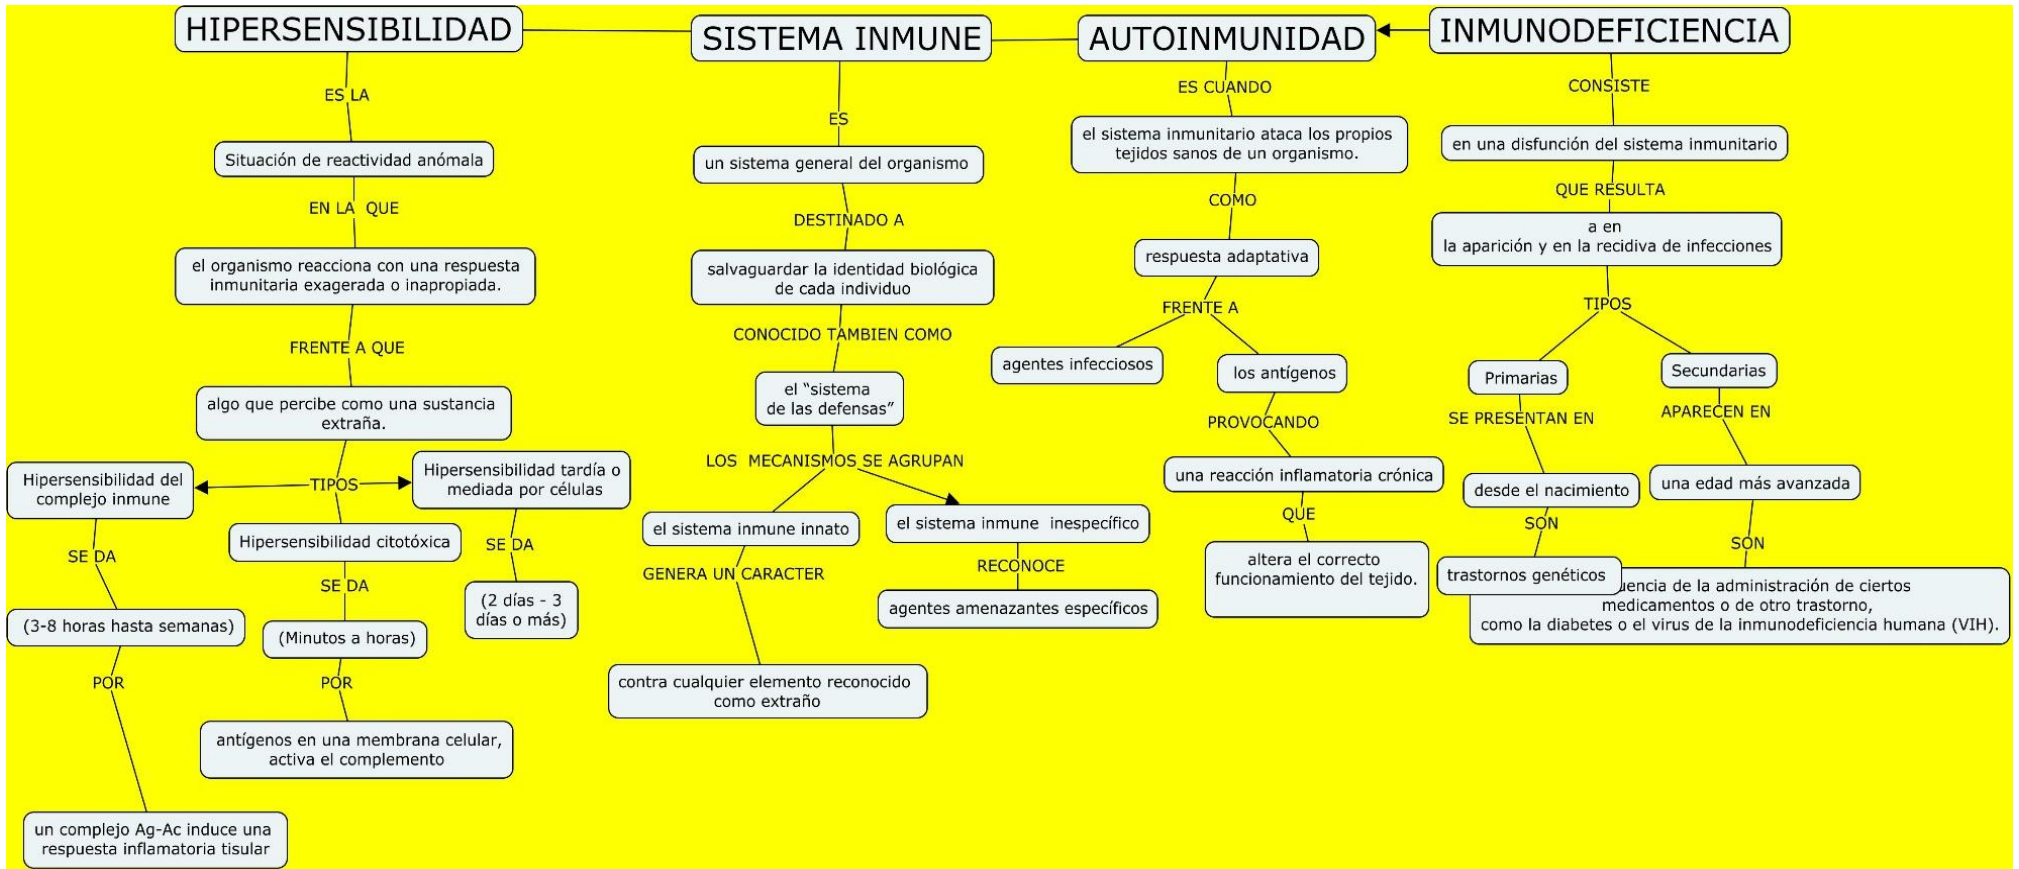 HIPERSENSIBILIDAD
ES LA
Situación de reactividad anómala
EN LA QUE
el organismo reacciona con una respuesta
inmunitaria exagerada o inapropiada.
FRENTE A QUE
algo que percibe como una sustancia
extraña.
TIPOS
Hipersensibilidad del
complejo inmune
SE DA
(3-8 horas hasta semanas)
POR
un complejo Ag-Ac induce una
respuesta inflamatoria tisular
Hipersensibilidad citotóxica
SE DA
(Minutos a horas)
POR
antígenos en una membrana celular,
activa el complemento
Hipersensibilidad tardía o
mediada por células
SE DA
(2 días - 3
días o más)
SISTEMA INMUNE
ES
un sistema general del organismo
DESTINADO A
salvaguardar la identidad biológica
de cada individuo
CONOCIDO TAMBIEN COMO
el “sistema
de las defensas”
LOS MECANISMOS SE AGRUPAN
el sistema inmune innato
GENERA UN CARACTER
contra cualquier elemento reconocido
como extraño
el sistema inmune inespecífico
RECONOCE
agentes amenazantes específicos
AUTOINMUNIDAD
ES CUANDO
el sistema inmunitario ataca los propios
tejidos sanos de un organismo.
COMO
respuesta adaptativa
FRENTE A
agentes infecciosos
los antígenos
PROVOCANDO
una reacción inflamatoria crónica
QUE
altera el correcto
funcionamiento del tejido.
INMUNODEFICIENCIA
CONSISTE
en una disfunción del sistema inmunitario
QUE RESULTA
a en
la aparición y en la recidiva de infecciones
TIPOS
Primarias
SE PRESENTAN EN
desde el nacimiento
SON
trastornos genéticos
Secundarias
APARECEN EN
una edad más avanzada
SON
uencia de la administración de ciertos
medicamentos o de otro trastorno,
como la diabetes o el virus de la inmunodeficiencia humana (VIH).